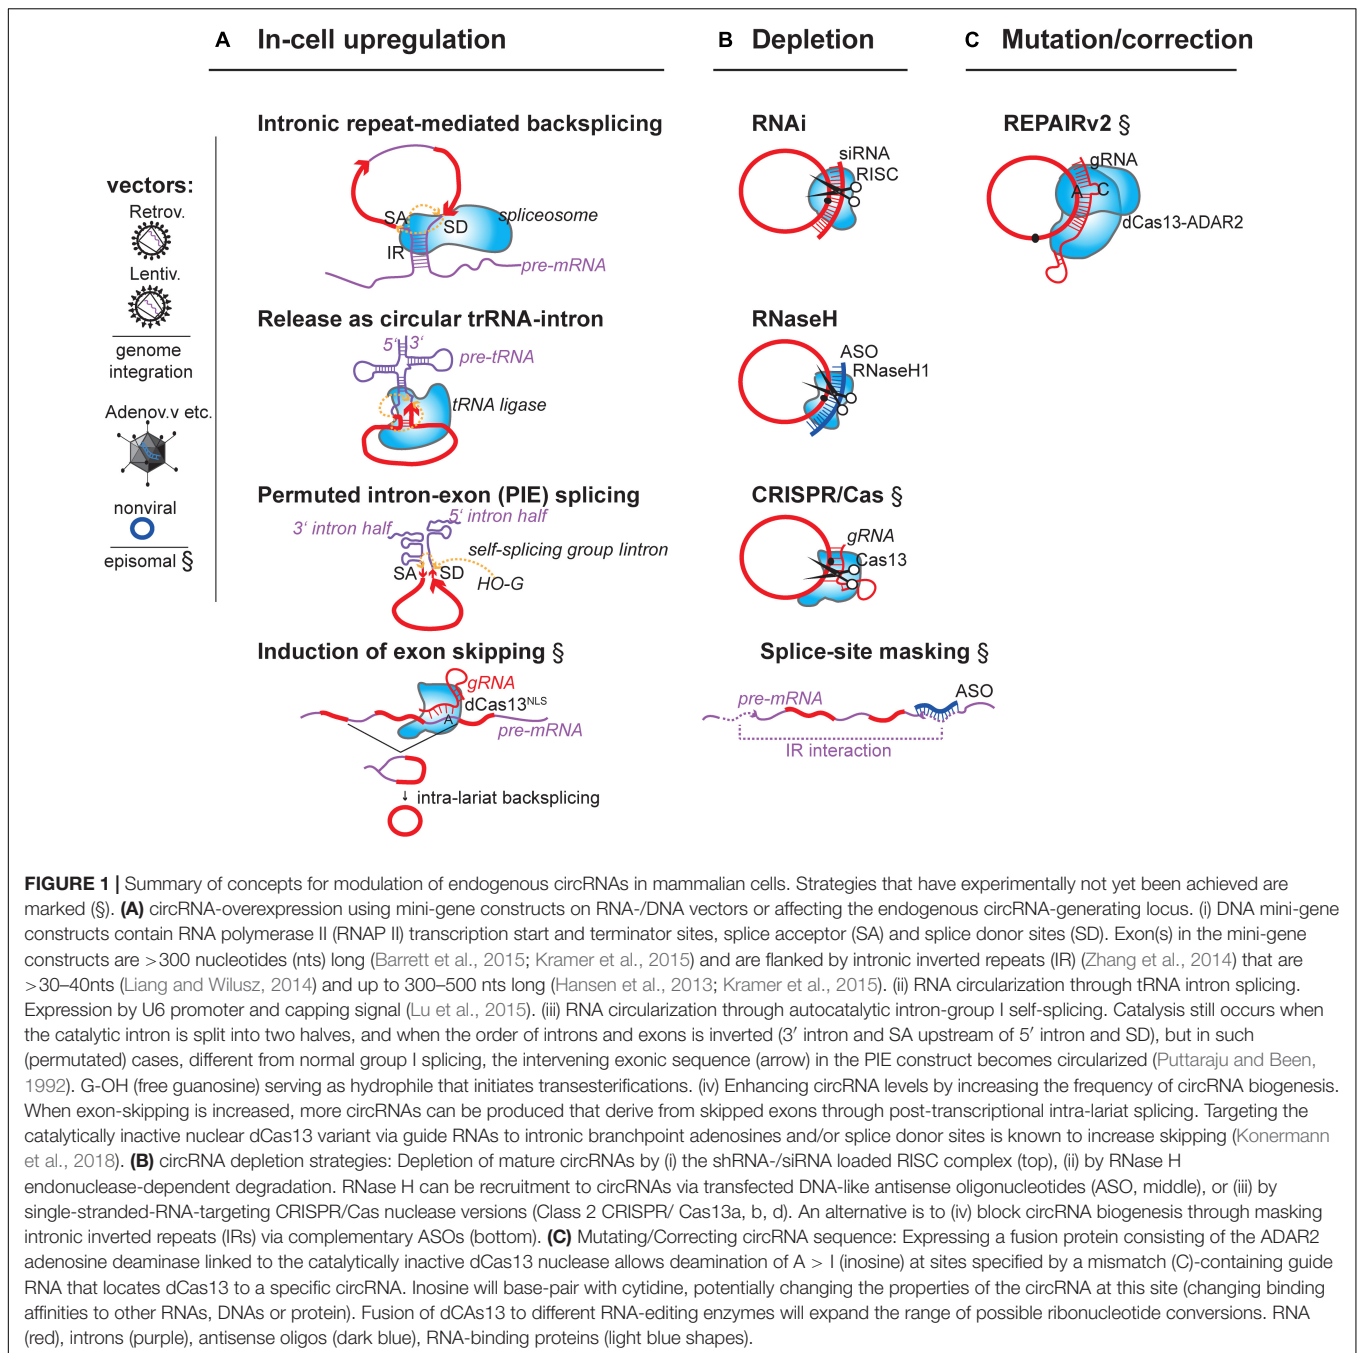 A In-cell upregulation
B Depletion
C Mutation/correction
vectors:
Retrov.
Lentiv.
genome
integration
Adenov.v etc.
nonviral
episomal §
Intronic repeat-mediated backsplicing
SA
SD
spliceosome
IR
pre-mRNA
Release as circular trRNA-intron
5‘ 3‘
pre-tRNA
tRNA ligase
Permuted intron-exon (PIE) splicing
5‘ intron half
3‘ intron half
self-splicing group Iintron
SA SD
HO-G
Induction of exon skipping §
gRNA
dCas13NLS
A
pre-mRNA
intra-lariat backsplicing
RNAi
siRNA
RISC
RNaseH
ASO
RNaseH1
CRISPR/Cas §
gRNA
Cas13
Splice-site masking §
ASO
pre-mRNA
IR interaction
REPAIRv2 §
gRNA
A C
dCas13-ADAR2
FIGURE 1 | Summary of concepts for modulation of endogenous circRNAs in mammalian cells. Strategies that have experimentally not yet been achieved are
marked (§). (A) circRNA-overexpression using mini-gene constructs on RNA-/DNA vectors or affecting the endogenous circRNA-generating locus. (i) DNA mini-gene
constructs contain RNA polymerase II (RNAP II) transcription start and terminator sites, splice acceptor (SA) and splice donor sites (SD). Exon(s) in the mini-gene
constructs are >300 nucleotides (nts) long (Barrett et al., 2015; Kramer et al., 2015) and are flanked by intronic inverted repeats (IR) (Zhang et al., 2014) that are
>30–40nts (Liang and Wilusz, 2014) and up to 300–500 nts long (Hansen et al., 2013; Kramer et al., 2015). (ii) RNA circularization through tRNA intron splicing.
Expression by U6 promoter and capping signal (Lu et al., 2015). (iii) RNA circularization through autocatalytic intron-group I self-splicing. Catalysis still occurs when
the catalytic intron is split into two halves, and when the order of introns and exons is inverted (3′ intron and SA upstream of 5′ intron and SD), but in such
(permutated) cases, different from normal group I splicing, the intervening exonic sequence (arrow) in the PIE construct becomes circularized (Puttaraju and Been,
1992). G-OH (free guanosine) serving as hydrophile that initiates transesterifications. (iv) Enhancing circRNA levels by increasing the frequency of circRNA biogenesis.
When exon-skipping is increased, more circRNAs can be produced that derive from skipped exons through post-transcriptional intra-lariat splicing. Targeting the
catalytically inactive nuclear dCas13 variant via guide RNAs to intronic branchpoint adenosines and/or splice donor sites is known to increase skipping (Konermann
et al., 2018). (B) circRNA depletion strategies: Depletion of mature circRNAs by (i) the shRNA-/siRNA loaded RISC complex (top), (ii) by RNase H
endonuclease-dependent degradation. RNase H can be recruitment to circRNAs via transfected DNA-like antisense oligonucleotides (ASO, middle), or (iii) by
single-stranded-RNA-targeting CRISPR/Cas nuclease versions (Class 2 CRISPR/ Cas13a, b, d). An alternative is to (iv) block circRNA biogenesis through masking
intronic inverted repeats (IRs) via complementary ASOs (bottom). (C) Mutating/Correcting circRNA sequence: Expressing a fusion protein consisting of the ADAR2
adenosine deaminase linked to the catalytically inactive dCas13 nuclease allows deamination of A > I (inosine) at sites specified by a mismatch (C)-containing guide
RNA that locates dCas13 to a specific circRNA. Inosine will base-pair with cytidine, potentially changing the properties of the circRNA at this site (changing binding
affinities to other RNAs, DNAs or protein). Fusion of dCAs13 to different RNA-editing enzymes will expand the range of possible ribonucleotide conversions. RNA
(red), introns (purple), antisense oligos (dark blue), RNA-binding proteins (light blue shapes).